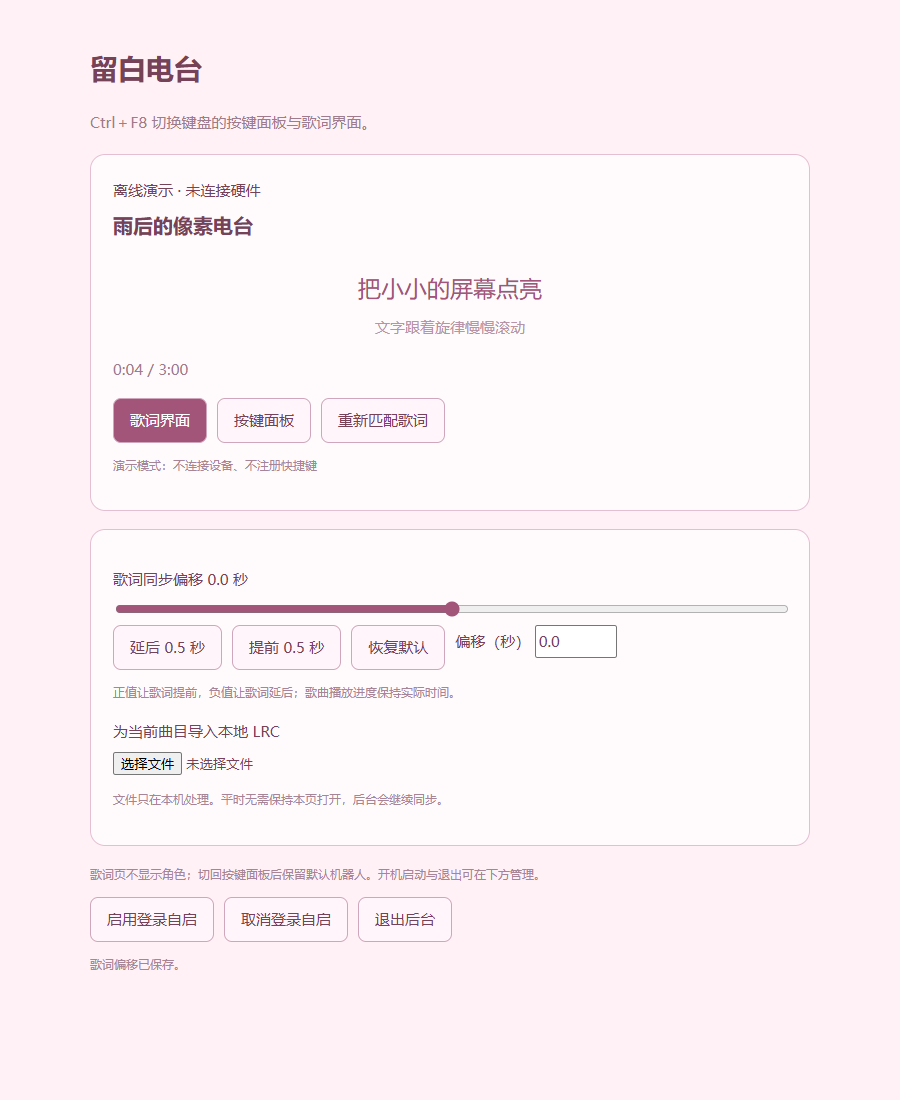 留白电台
Ctrl + F8 切换键盘的按键面板与歌词界面。
离线演示 · 未连接硬件
雨后的像素电台
把小小的屏幕点亮
文字跟着旋律慢慢滚动
0:04 / 3:00
歌词界面 按键面板 重新匹配歌词
演示模式：不连接设备、不注册快捷键
歌词同步偏移 0.0 秒
延后 0.5 秒 提前 0.5 秒 恢复默认 偏移（秒） 0.0
正值让歌词提前，负值让歌词延后；歌曲播放进度保持实际时间。
为当前曲目导入本地 LRC
选择文件 未选择文件
文件只在本机处理。平时无需保持本页打开，后台会继续同步。
歌词页不显示角色；切回按键面板后保留默认机器人。开机启动与退出可在下方管理。
启用登录自启 取消登录自启 退出后台
歌词偏移已保存。